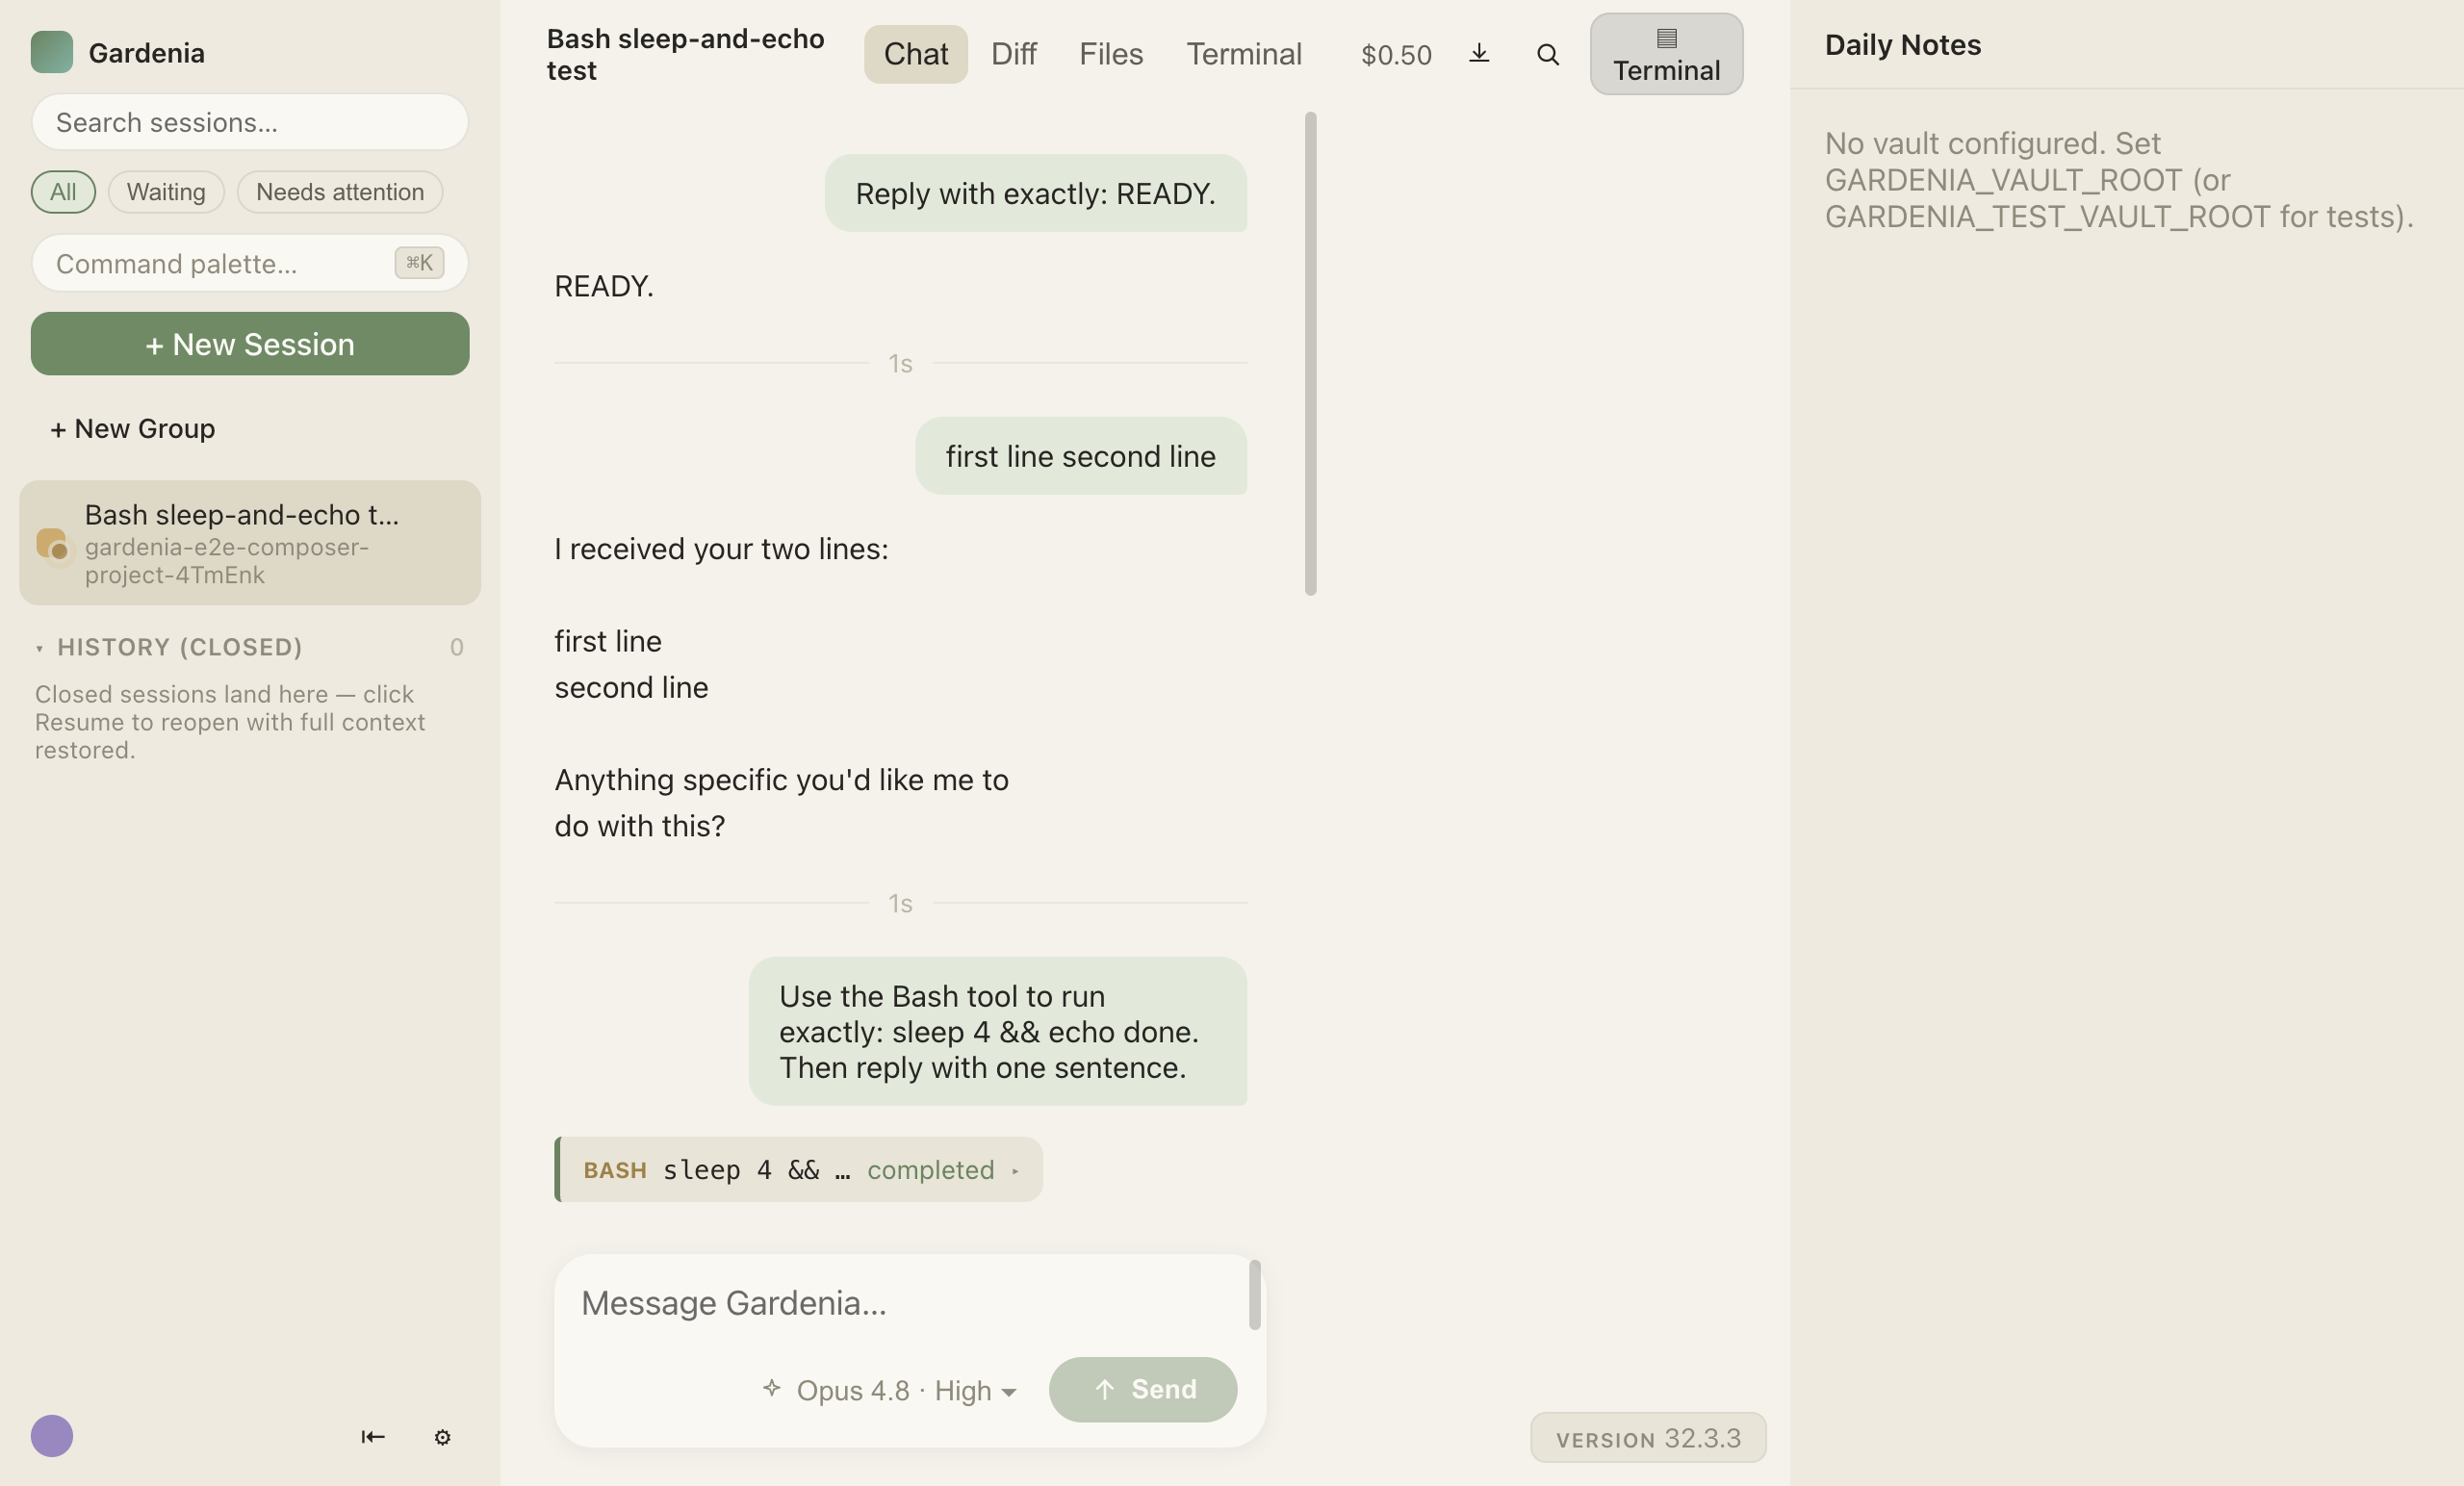 Gardenia
Search sessions...
All
Waiting
Needs attention
Command palette...
⌘K
+ New Session
+ New Group
Bash sleep-and-echo t...
gardenia-e2e-composer-
project-4TmEnk
HISTORY (CLOSED)
0
Closed sessions land here — click
Resume to reopen with full context
restored.
Bash sleep-and-echo
test
Chat
Diff
Files
Terminal
$0.50
Terminal
Reply with exactly: READY.
READY.
1s
first line second line
I received your two lines:
first line
second line
Anything specific you'd like me to
do with this?
1s
Use the Bash tool to run
exactly: sleep 4 && echo done.
Then reply with one sentence.
BASH sleep 4 && … completed
Message Gardenia...
Opus 4.8 · High
Send
VERSION 32.3.3
Daily Notes
No vault configured. Set
GARDENIA_VAULT_ROOT (or
GARDENIA_TEST_VAULT_ROOT for tests).